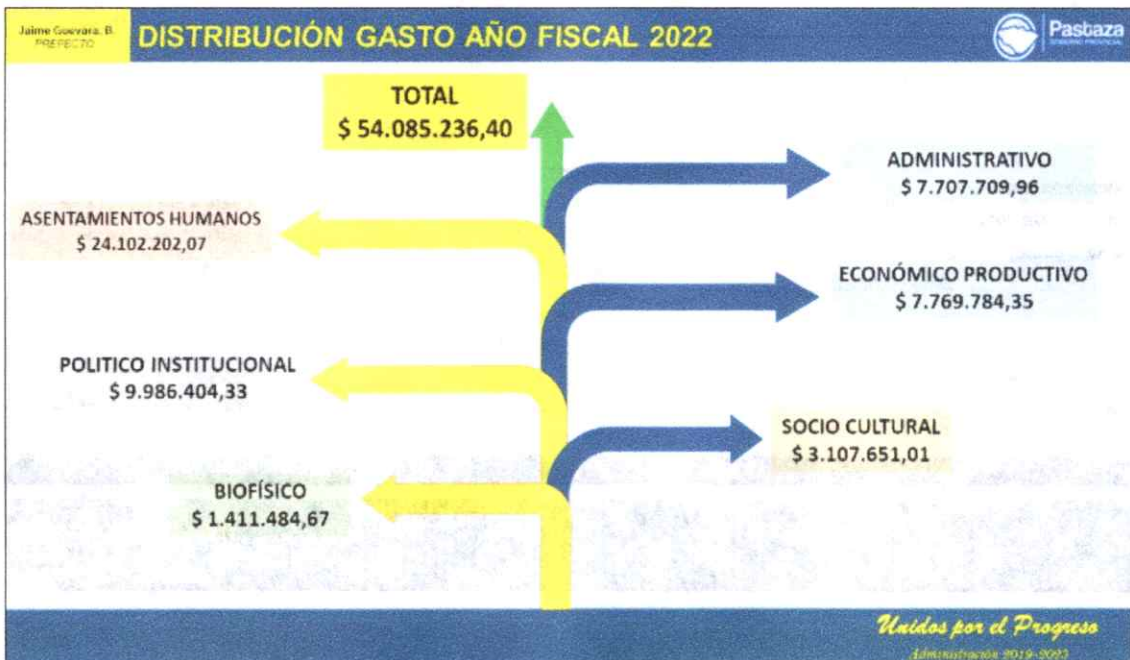 Jaime Guevara. B.
PREFECTO
DISTRIBUCIÓN GASTO AÑO FISCAL 2022
Pastaza
GOBIERNO PROVINCIAL
TOTAL
$ 54.085.236,40
ADMINISTRATIVO
$ 7.707.709,96
ASENTAMIENTOS HUMANOS
$ 24.102.202,07
ECONÓMICO PRODUCTIVO
$ 7.769.784,35
POLITICO INSTITUCIONAL
$ 9.986.404,33
SOCIO CULTURAL
$ 3.107.651,01
BIOFÍSICO
$ 1.411.484,67
Unidos por el Progreso
Administración 2019-2023